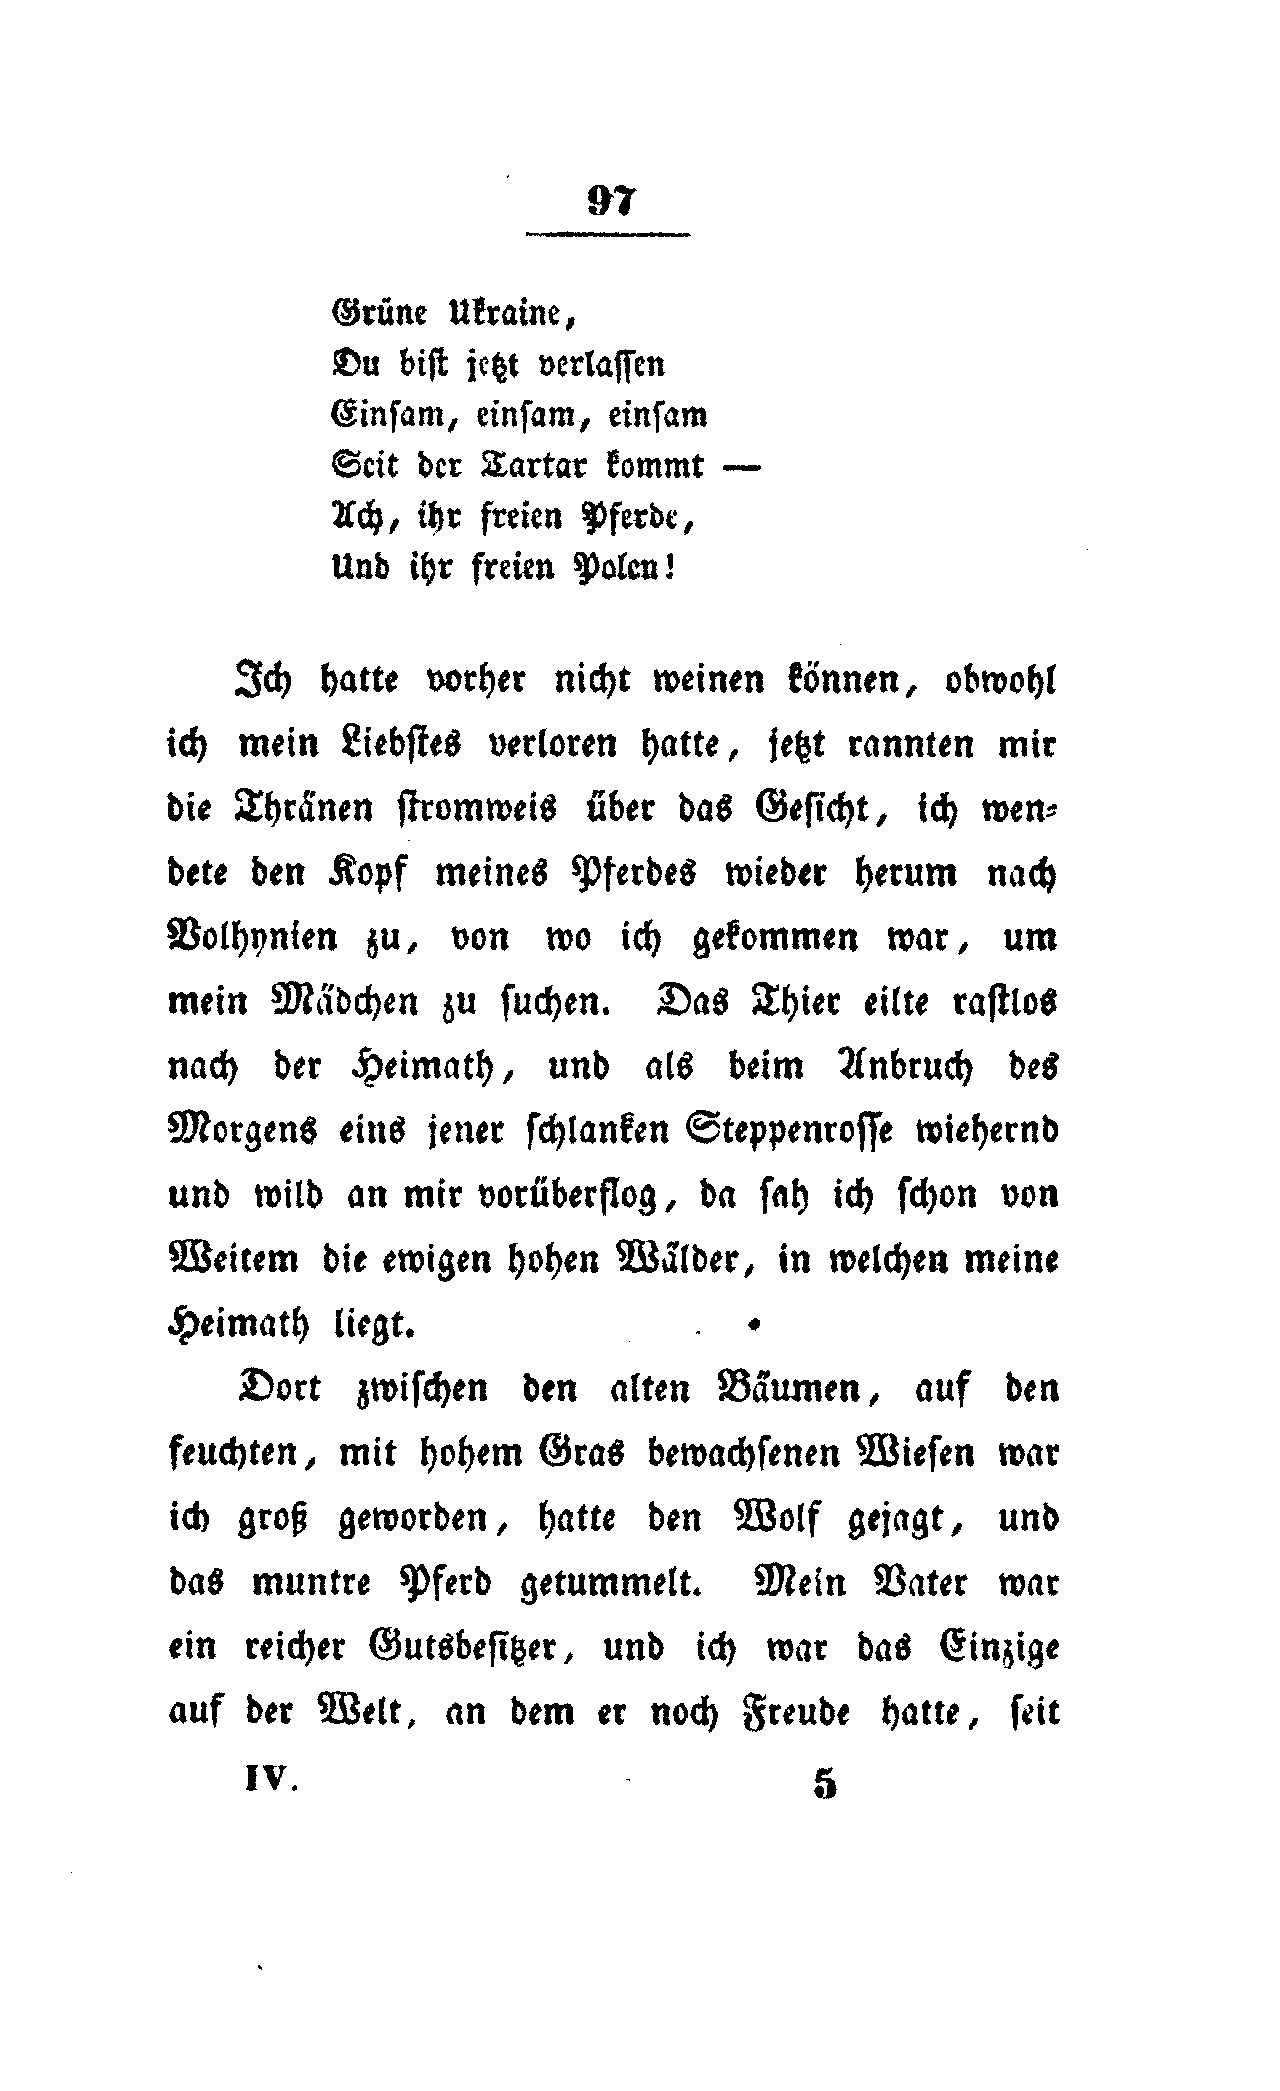 97
Grüne Ukraine,
Du biſt jetzt verlaſſen
Einſam, einſam, einſam
Seit der Tartar kommt —
Ach, ihr freien Pferde,
Und ihr freien Polen!
Ich hatte vorher nicht weinen können, obwohl
ich mein Liebſtes verloren hatte, jetzt rannten mir
die Thränen ſtromweis über das Geſicht, ich wen⸗
dete den Kopf meines Pferdes wieder herum nach
Volhynien zu, von wo ich gekommen war, um
mein Mädchen zu ſuchen. Das Thier eilte raſtlos
nach der Heimath, und als beim Anbruch des
Morgens eins jener ſchlanken Steppenroſſe wiehernd
und wild an mir vorüberflog, da ſah ich ſchon von
Weitem die ewigen hohen Wälder, in welchen meine
Heimath liegt.
Dort zwiſchen den alten Bäumen, auf den
feuchten, mit hohem Gras bewachſenen Wieſen war
ich groß geworden, hatte den Wolf gejagt, und
das muntre Pferd getummelt. Mein Vater war
ein reicher Gutsbeſitzer, und ich war das Einzige
auf der Welt, an dem er noch Freude hatte, ſeit
IV. 5